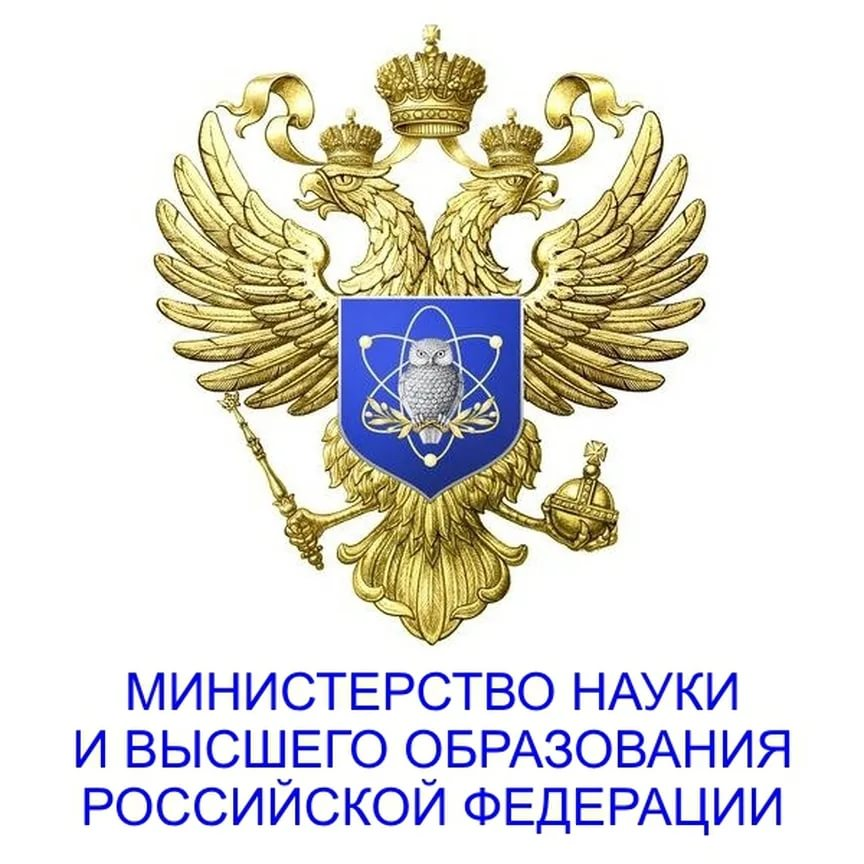 МИНИСТЕРСТВО НАУКИ
И ВЫСШЕГО ОБРАЗОВАНИЯ
РОССИЙСКОЙ ФЕДЕРАЦИИ